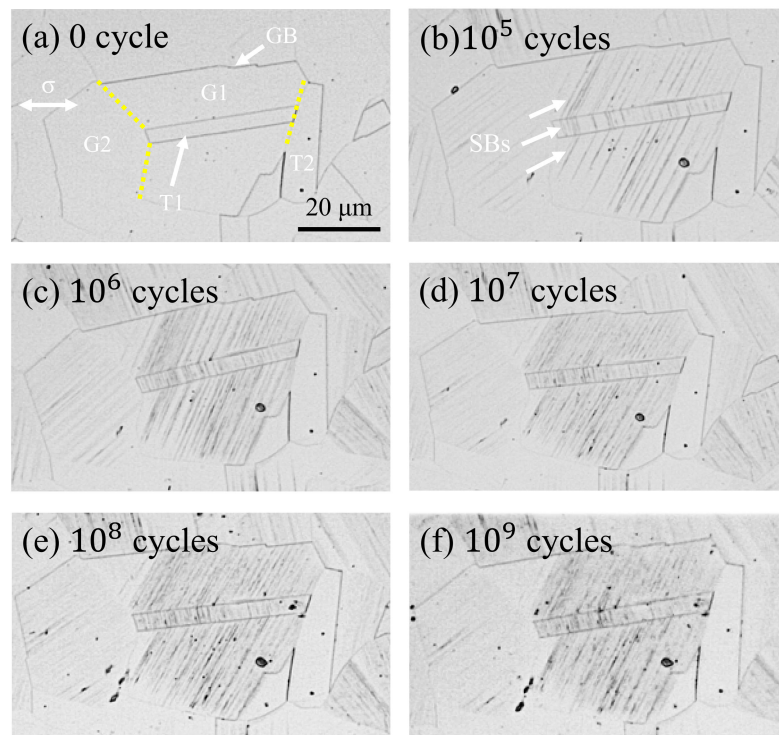 (a) 0 cycle
GB
σ
G1
G2
T2
T1
20 μm
(b)10⁵ cycles
SBs
(c) 10⁶ cycles
(d) 10⁷ cycles
(e) 10⁸ cycles
(f) 10⁹ cycles